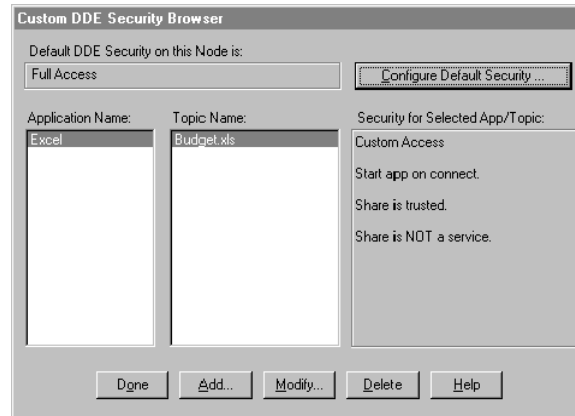 Custom DDE Security Browser
Default DDE Security on this Node is:
Full Access
Configure Default Security ...
Application Name:
Topic Name:
Security for Selected App/Topic:
Excel
Budget.xls
Custom Access
Start app on connect.
Share is trusted.
Share is NOT a service.
Done
Add...
Modify...
Delete
Help